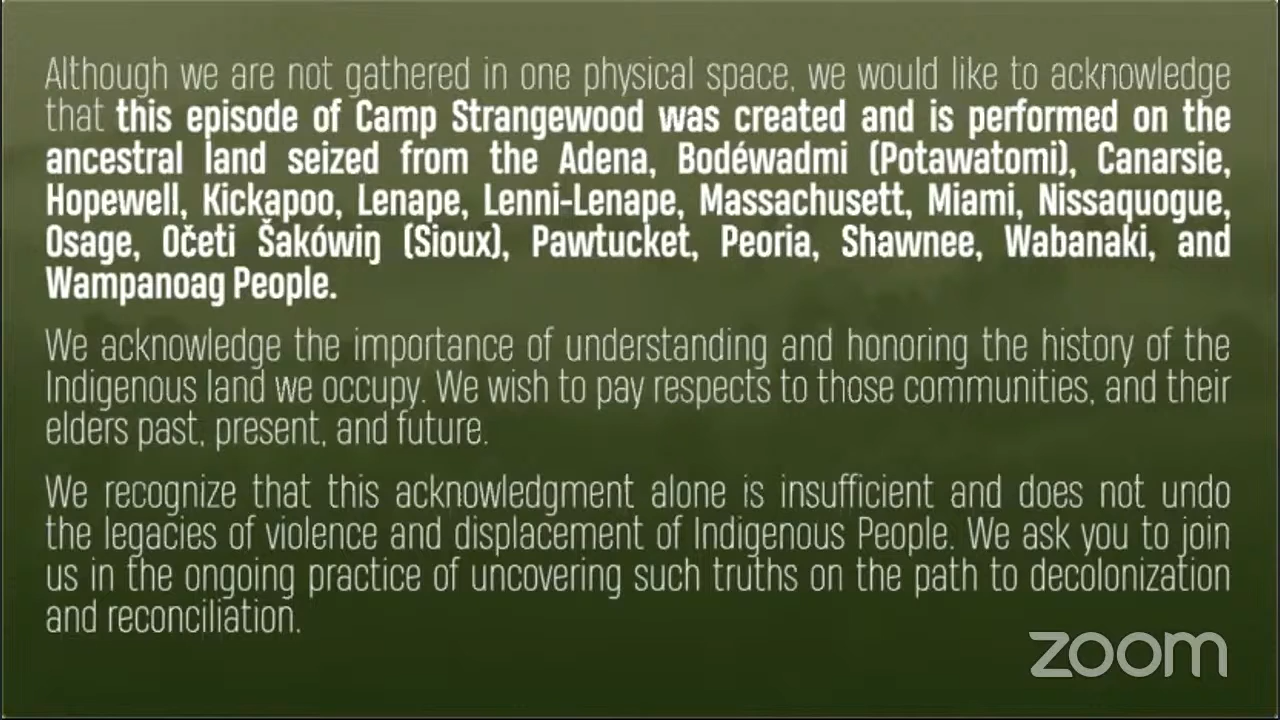 Although we are not gathered in one physical space, we would like to acknowledge
that this episode of Camp Strangewood was created and is performed on the
ancestral land seized from the Adena, Bodéwadmi (Potawatomi), Canarsie,
Hopewell, Kickapoo, Lenape, Lenni-Lenape, Massachusett, Miami, Nissaquogue,
Osage, Očeti Šakówiŋ (Sioux), Pawtucket, Peoria, Shawnee, Wabanaki, and
Wampanoag People.
We acknowledge the importance of understanding and honoring the history of the
Indigenous land we occupy. We wish to pay respects to those communities, and their
elders past, present, and future.
We recognize that this acknowledgment alone is insufficient and does not undo
the legacies of violence and displacement of Indigenous People. We ask you to join
us in the ongoing practice of uncovering such truths on the path to decolonization
and reconciliation.
zoom